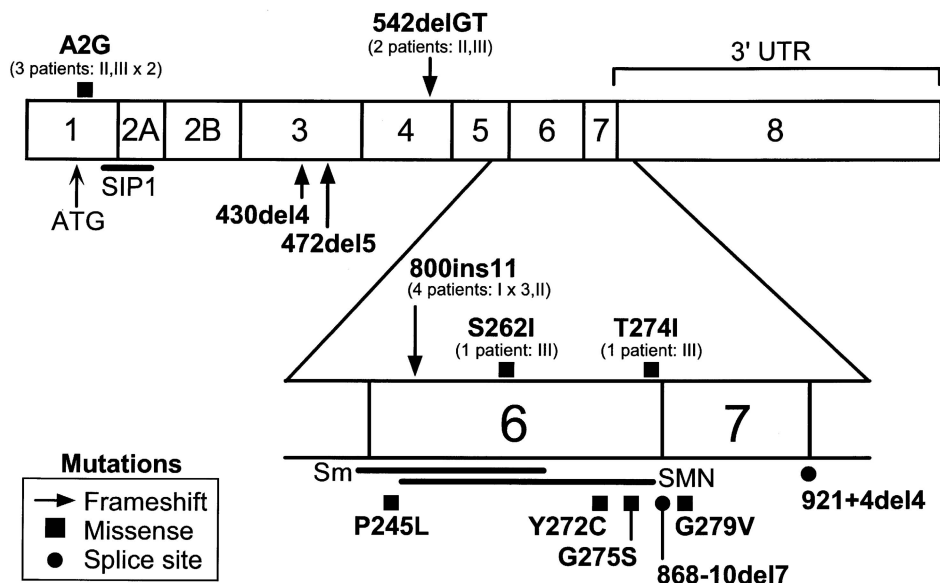 542delGT
(2 patients: II,III)
A2G
(3 patients: II,III x 2)
3' UTR
1 2A 2B 3 4 5 6 7 8
SIP1
ATG
430del4
472del5
800ins11
(4 patients: I x 3,II)
S262I
(1 patient: III)
T274I
(1 patient: III)
6 7
Sm
SMN
921+4del4
P245L
Y272C
G279V
G275S
868-10del7
Mutations
Frameshift
Missense
Splice site